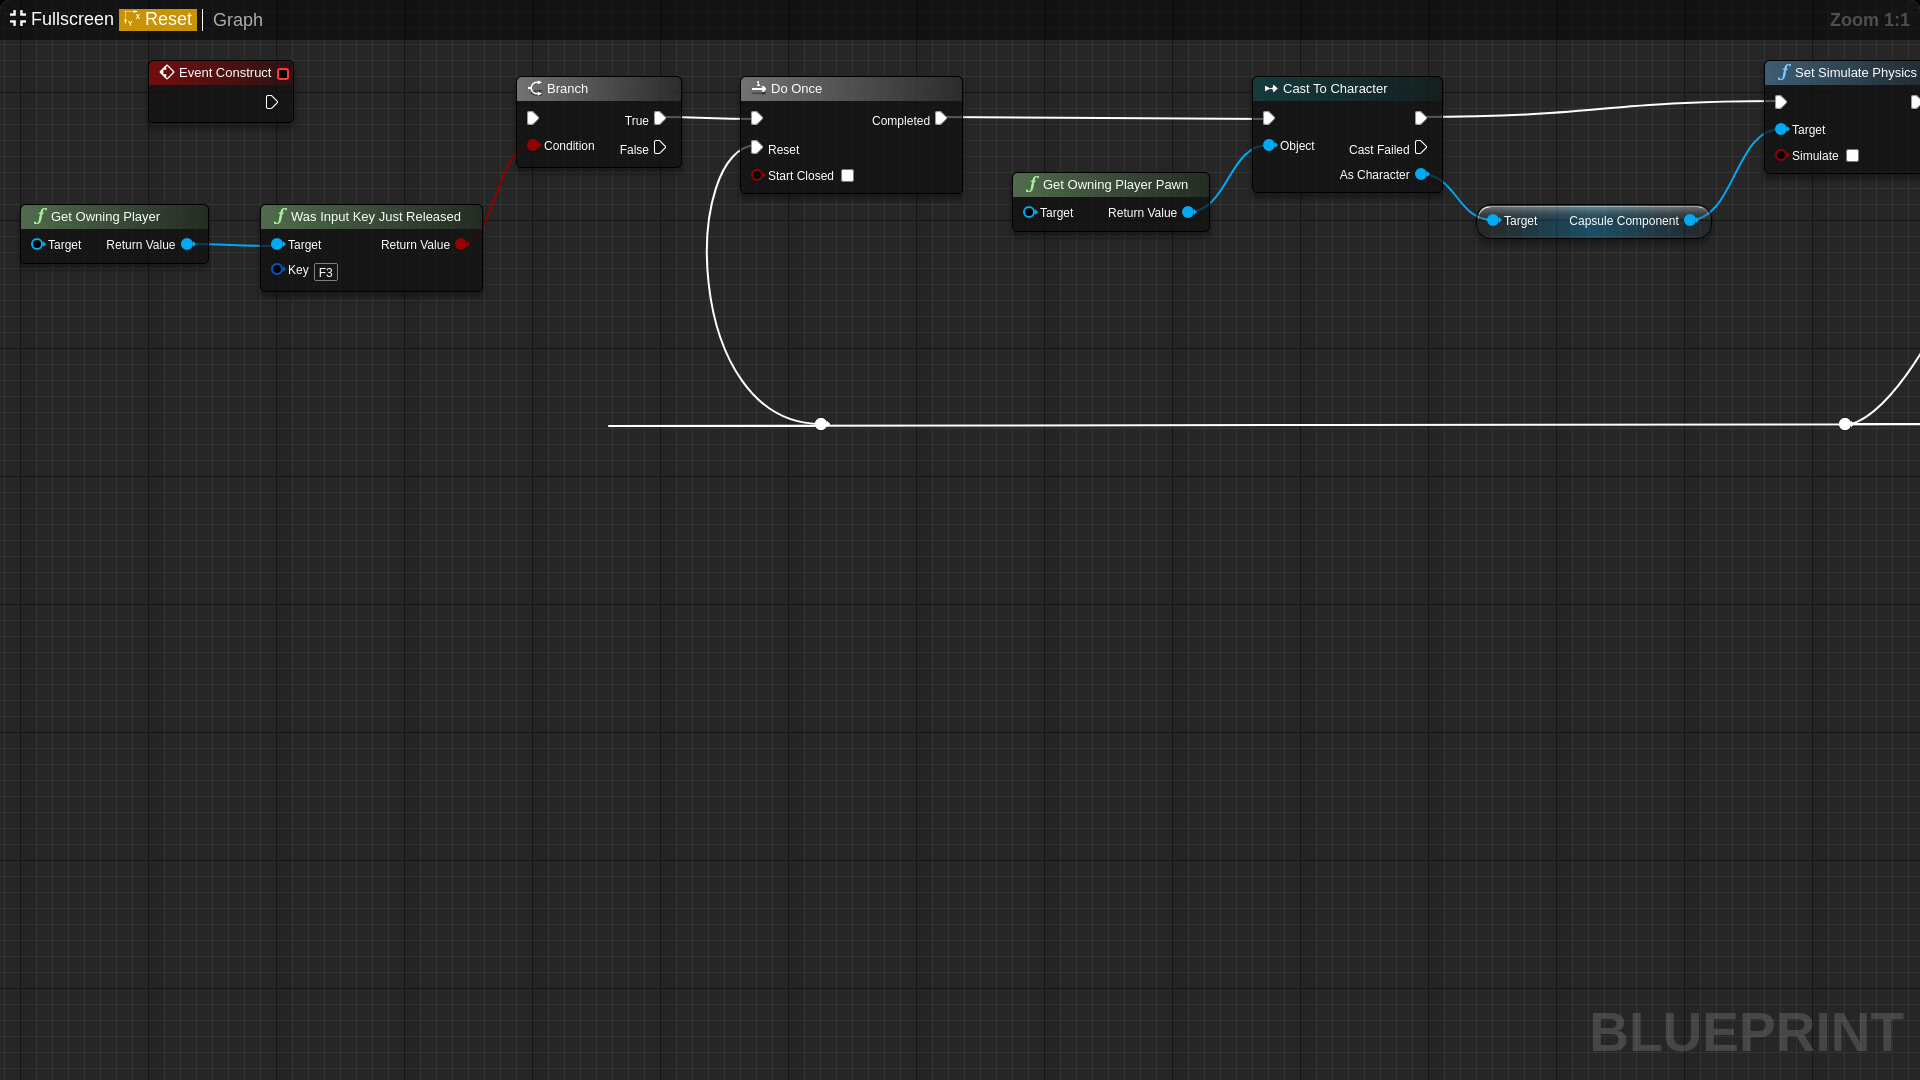 Fullscreen Reset Graph Zoom 1:1
Event Construct
Branch
True
Condition
False
Do Once
Completed
Reset
Start Closed
Cast To Character
Object
Cast Failed
As Character
Set Simulate Physics
Target
Simulate
Get Owning Player Pawn
Target Return Value
Get Owning Player
Target Return Value
Was Input Key Just Released
Target Return Value
Key F3
Target Capsule Component
BLUEPRINT